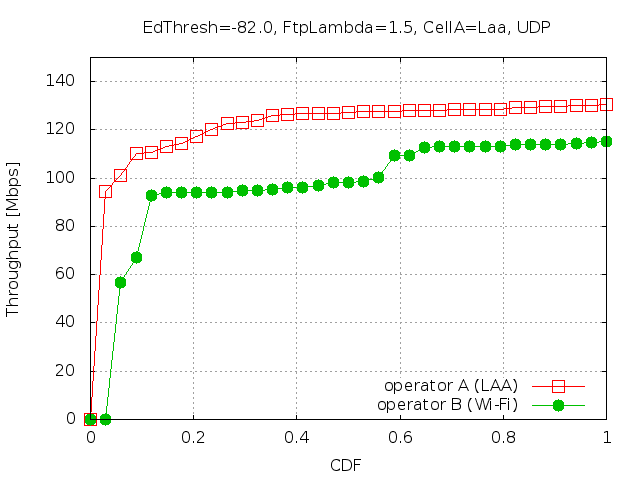 EdThresh=-82.0, FtpLambda=1.5, CellA=Laa, UDP
140
120
100
80
60
40
20
0
Throughput [Mbps]
operator A (LAA)
operator B (Wi-Fi)
0 0.2 0.4 0.6 0.8 1
CDF